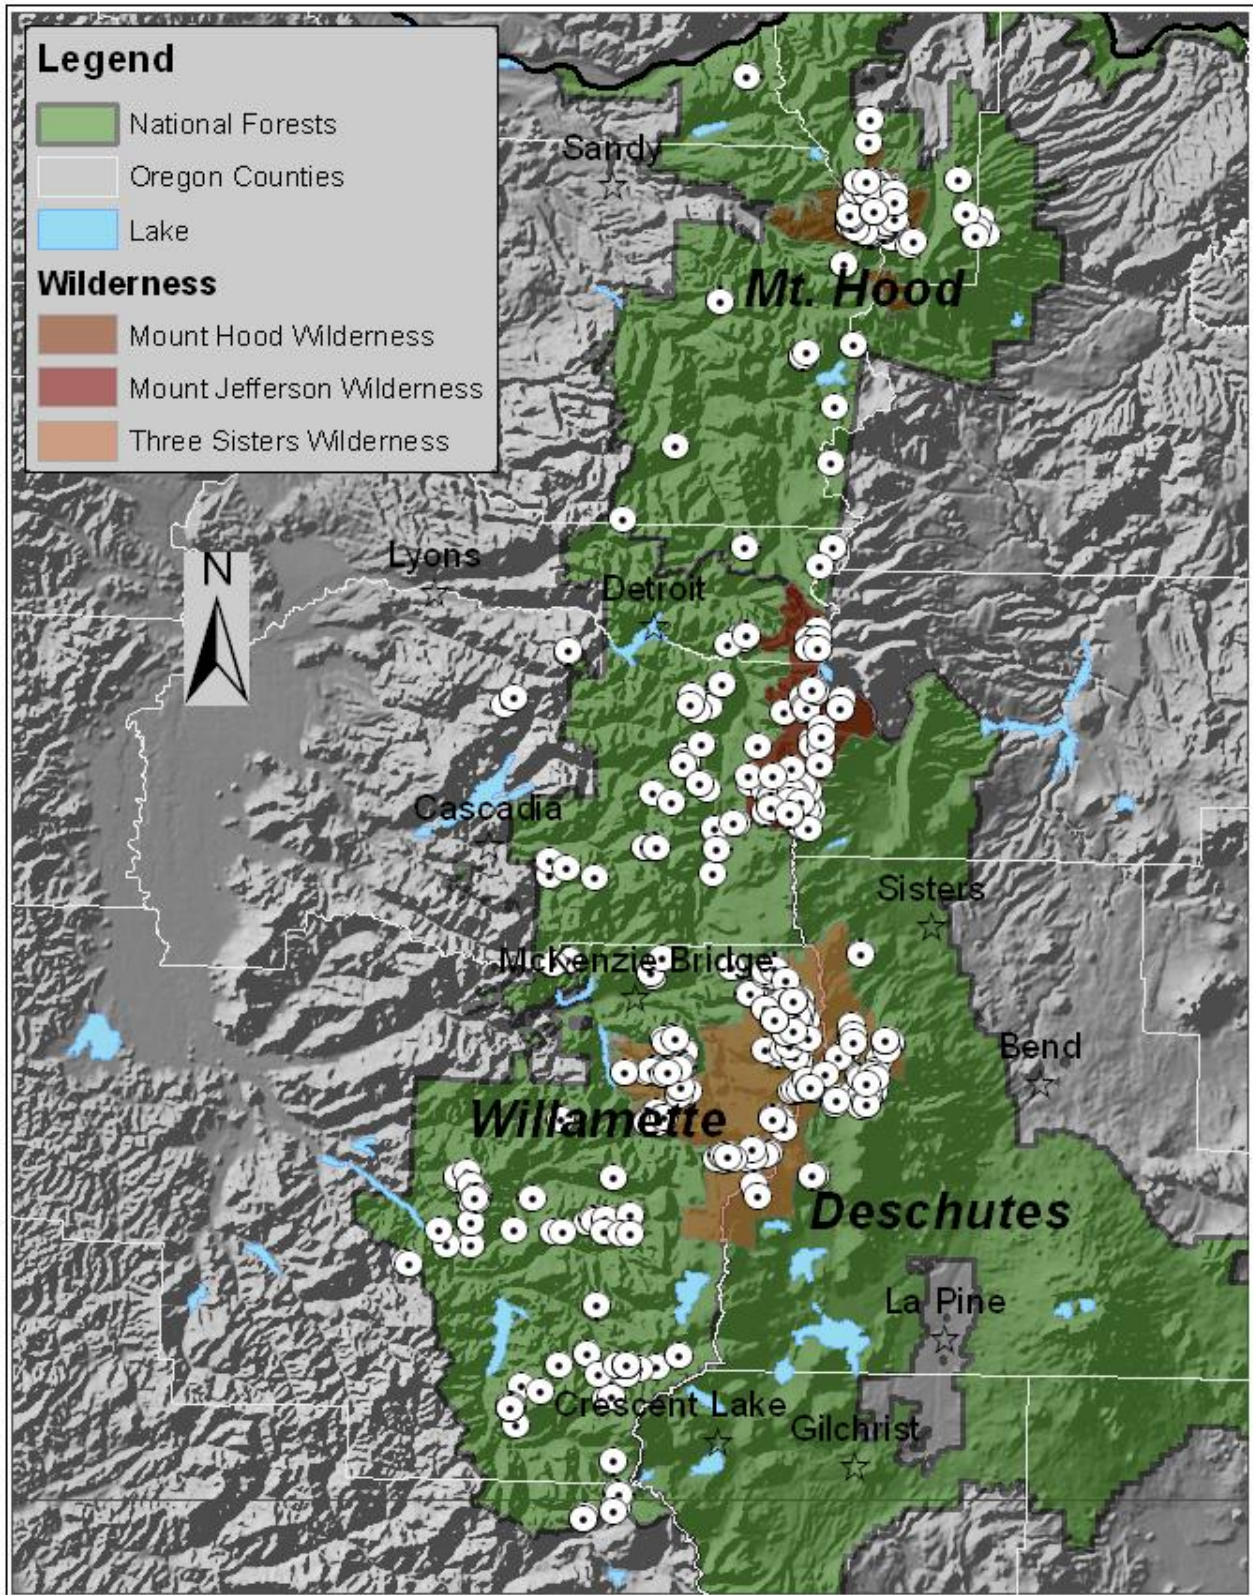 Legend
National Forests
Oregon Counties
Lake
Wilderness
Mount Hood Wilderness
Mount Jefferson Wilderness
Three Sisters Wilderness
Sandy
Mt. Hood
N
Lyons
Detroit
Cascadia
Sisters
McKenzie Bridge
Bend
Willamette
Deschutes
La Pine
Crescent Lake
Gilchrist